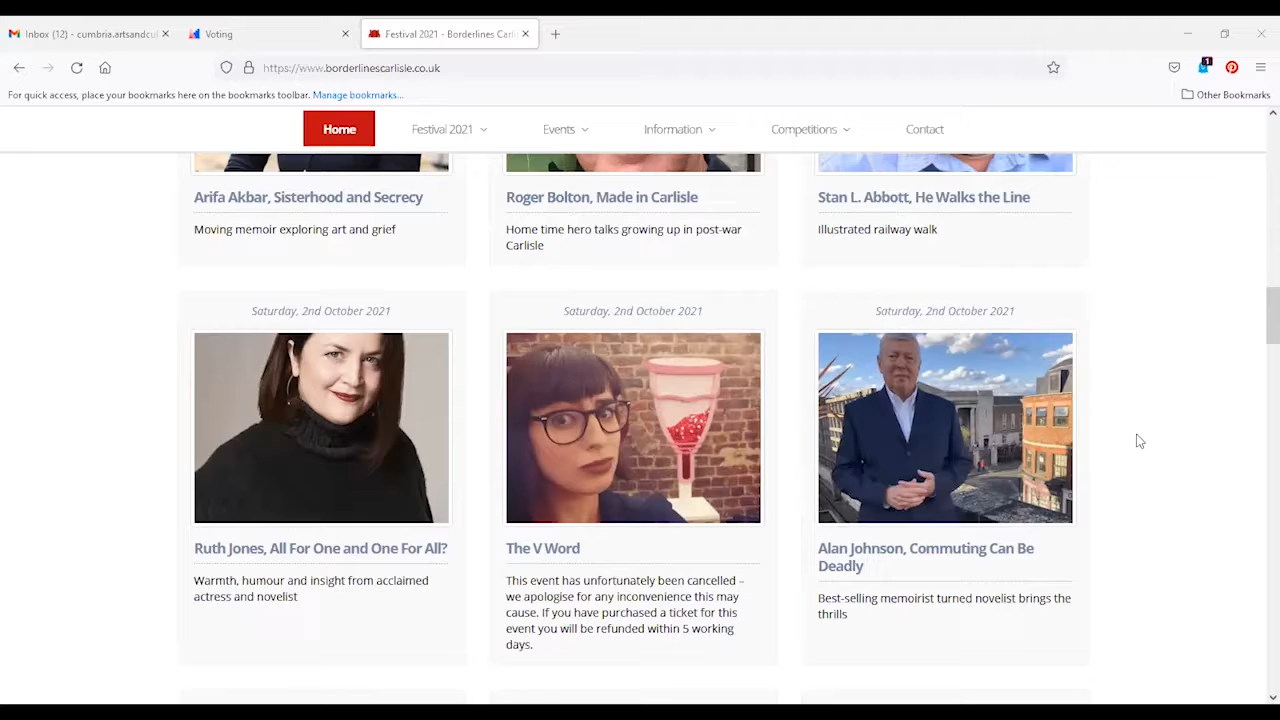 Inbox (12) - cumbria.artsandcul
Voting
Festival 2021 - Borderlines Carli
https://www.borderlinescarlisle.co.uk
1
For quick access, place your bookmarks here on the bookmarks toolbar. Manage bookmarks...
Other Bookmarks
Home
Festival 2021
Events
Information
Competitions
Contact
Arifa Akbar, Sisterhood and Secrecy
Moving memoir exploring art and grief
Roger Bolton, Made in Carlisle
Home time hero talks growing up in post-war
Carlisle
Stan L. Abbott, He Walks the Line
Illustrated railway walk
Saturday, 2nd October 2021
Ruth Jones, All For One and One For All?
Warmth, humour and insight from acclaimed
actress and novelist
Saturday, 2nd October 2021
The V Word
This event has unfortunately been cancelled –
we apologise for any inconvenience this may
cause. If you have purchased a ticket for this
event you will be refunded within 5 working
days.
Saturday, 2nd October 2021
Alan Johnson, Commuting Can Be
Deadly
Best-selling memoirist turned novelist brings the
thrills